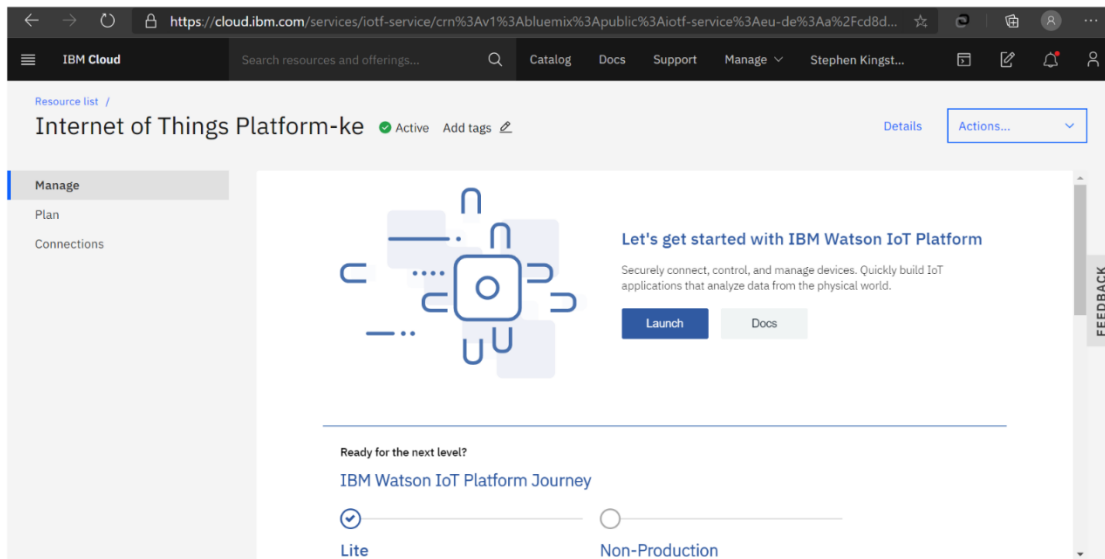 https://cloud.ibm.com/services/iotf-service/crn%3Av1%3Abluemix%3Apublic%3Aiotf-service%3Aeu-de%3Aa%2Fcd8d...
IBM Cloud Search resources and offerings... Catalog Docs Support Manage Stephen Kingst...
Resource list /
Internet of Things Platform-ke Active Add tags Details Actions...
Manage
Plan
Connections
Let's get started with IBM Watson IoT Platform
Securely connect, control, and manage devices. Quickly build IoT
applications that analyze data from the physical world.
Launch Docs
FEEDBACK
Ready for the next level?
IBM Watson IoT Platform Journey
Lite Non-Production